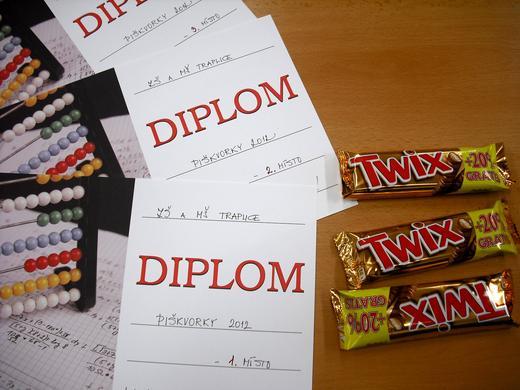 DIPLOM
PIŠKVORKY 2012
- 3. MÍSTO
ZŠ A MŠ TRAPLICE
DIPLOM
PIŠKVORKY 2012
- 2. MÍSTO
ZŠ A MŠ TRAPLICE
DIPLOM
PIŠKVORKY 2012
- 1. MÍSTO
Twix +20% GRATIS
Twix +20% GRATIS
Twix +20% GRATIS